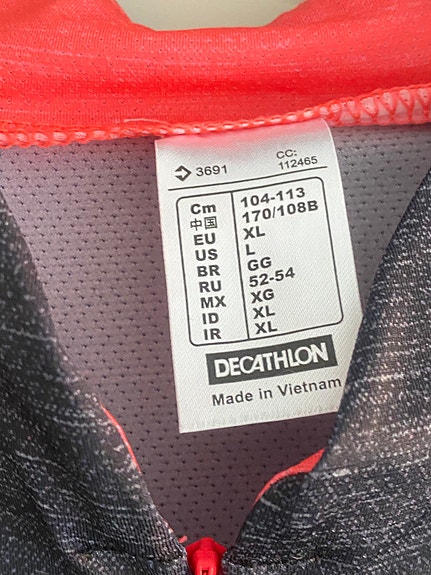 3691 CC:
112465
Cm 104-113
中国 170/108B
EU XL
US L
BR GG
RU 52-54
MX XG
ID XL
IR XL
DECATHLON
Made in Vietnam